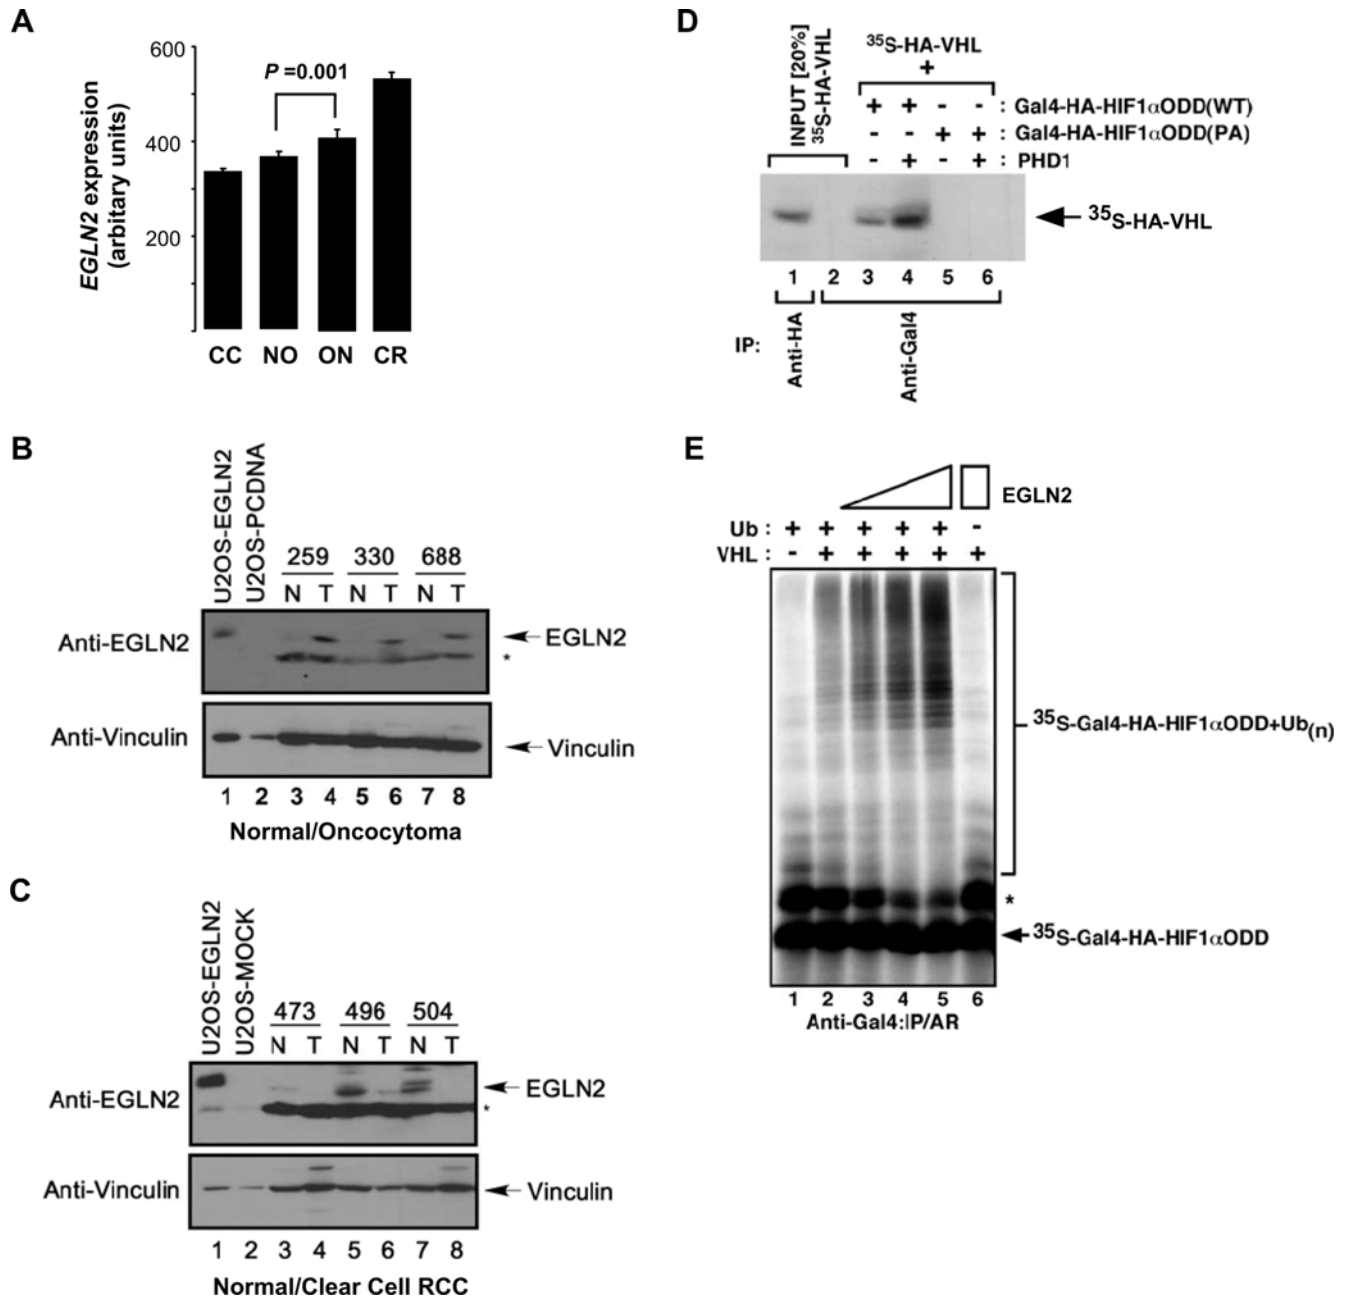 A
600
400
200
EGLN2 expression
(arbitary units)
P =0.001
CC NO ON CR
B
U2OS-EGLN2
U2OS-PCDNA
259 330 688
N T N T N T
Anti-EGLN2
EGLN2
*
Anti-Vinculin
Vinculin
1 2 3 4 5 6 7 8
Normal/Oncocytoma
C
U2OS-EGLN2
U2OS-MOCK
473 496 504
N T N T N T
Anti-EGLN2
EGLN2
*
Anti-Vinculin
Vinculin
1 2 3 4 5 6 7 8
Normal/Clear Cell RCC
D
INPUT [20%]
35S-HA-VHL
35S-HA-VHL
+
+ + - - : Gal4-HA-HIF1αODD(WT)
- - + + : Gal4-HA-HIF1αODD(PA)
- + - + : PHD1
35S-HA-VHL
1 2 3 4 5 6
IP:
Anti-HA
Anti-Gal4
E
EGLN2
Ub : + + + + + -
VHL : - + + + + +
35S-Gal4-HA-HIF1αODD+Ub(n)
*
35S-Gal4-HA-HIF1αODD
1 2 3 4 5 6
Anti-Gal4:IP/AR